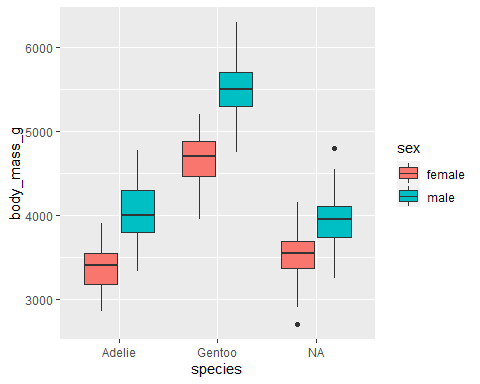 6000
5000
4000
3000
body_mass_g
Adelie Gentoo NA
species
sex
female
male